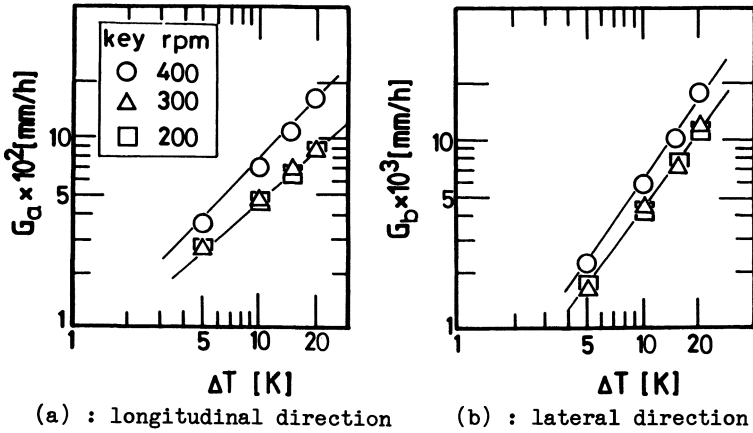 key rpm
400
300
200
Gₐ × 10² [mm/h]
10
5
1
1 5 10 20
ΔT [K]
(a) : longitudinal direction
G_b × 10³ [mm/h]
10
5
1
1 5 10 20
ΔT [K]
(b) : lateral direction